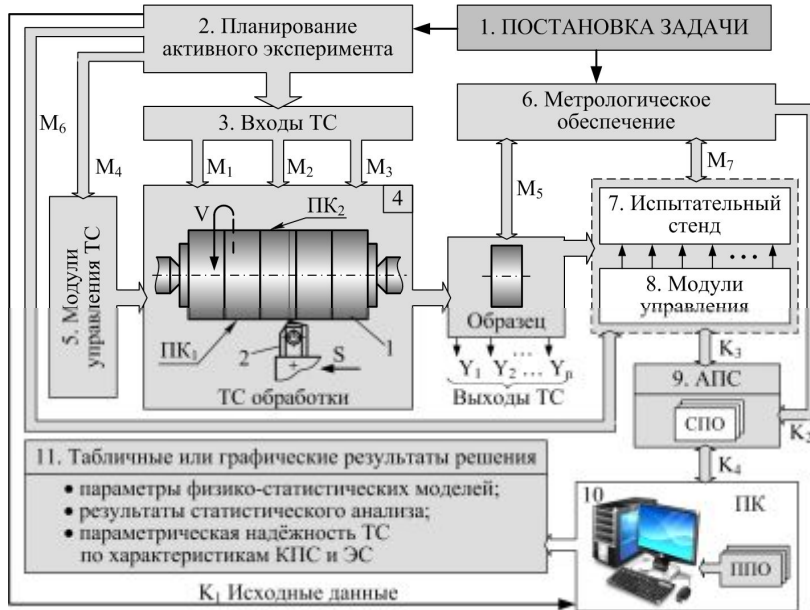 2. Планирование
активного эксперимента
1. ПОСТАНОВКА ЗАДАЧИ
6. Метрологическое
обеспечение
3. Входы ТС
M6
M4
M1
M2
M3
M5
M7
4
5. Модули
управления ТС
V
ПК2
ПК1
2
1
S
ТС обработки
Образец
Y1 Y2 ... Yp
...
Выходы ТС
7. Испытательный
стенд
...
8. Модули
управления
K3
9. АПС
СПО
K2
K4
11. Табличные или графические результаты решения
• параметры физико-статистических моделей;
• результаты статистического анализа;
• параметрическая надёжность ТС
по характеристикам КПС и ЭС
10
ПК
ППО
K1 Исходные данные